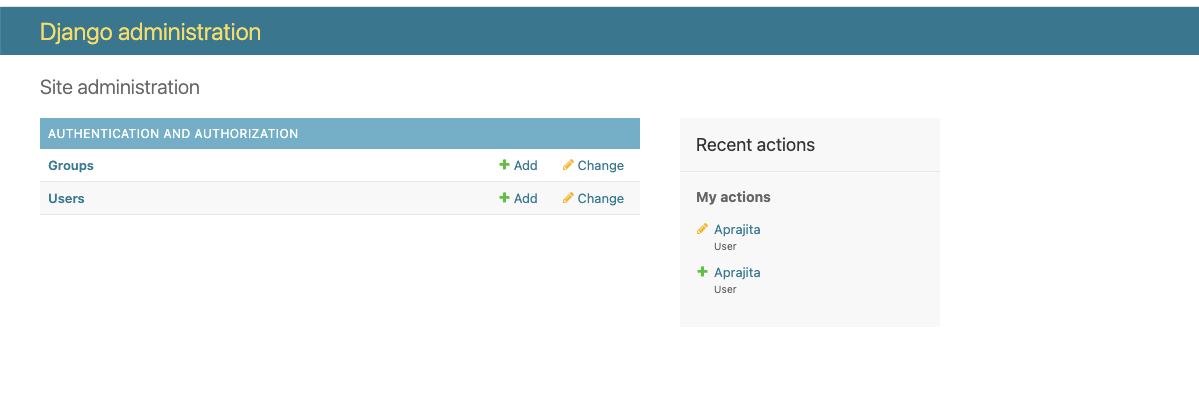 Django administration
Site administration
AUTHENTICATION AND AUTHORIZATION
Groups Add Change
Users Add Change
Recent actions
My actions
Aprajita
User
Aprajita
User